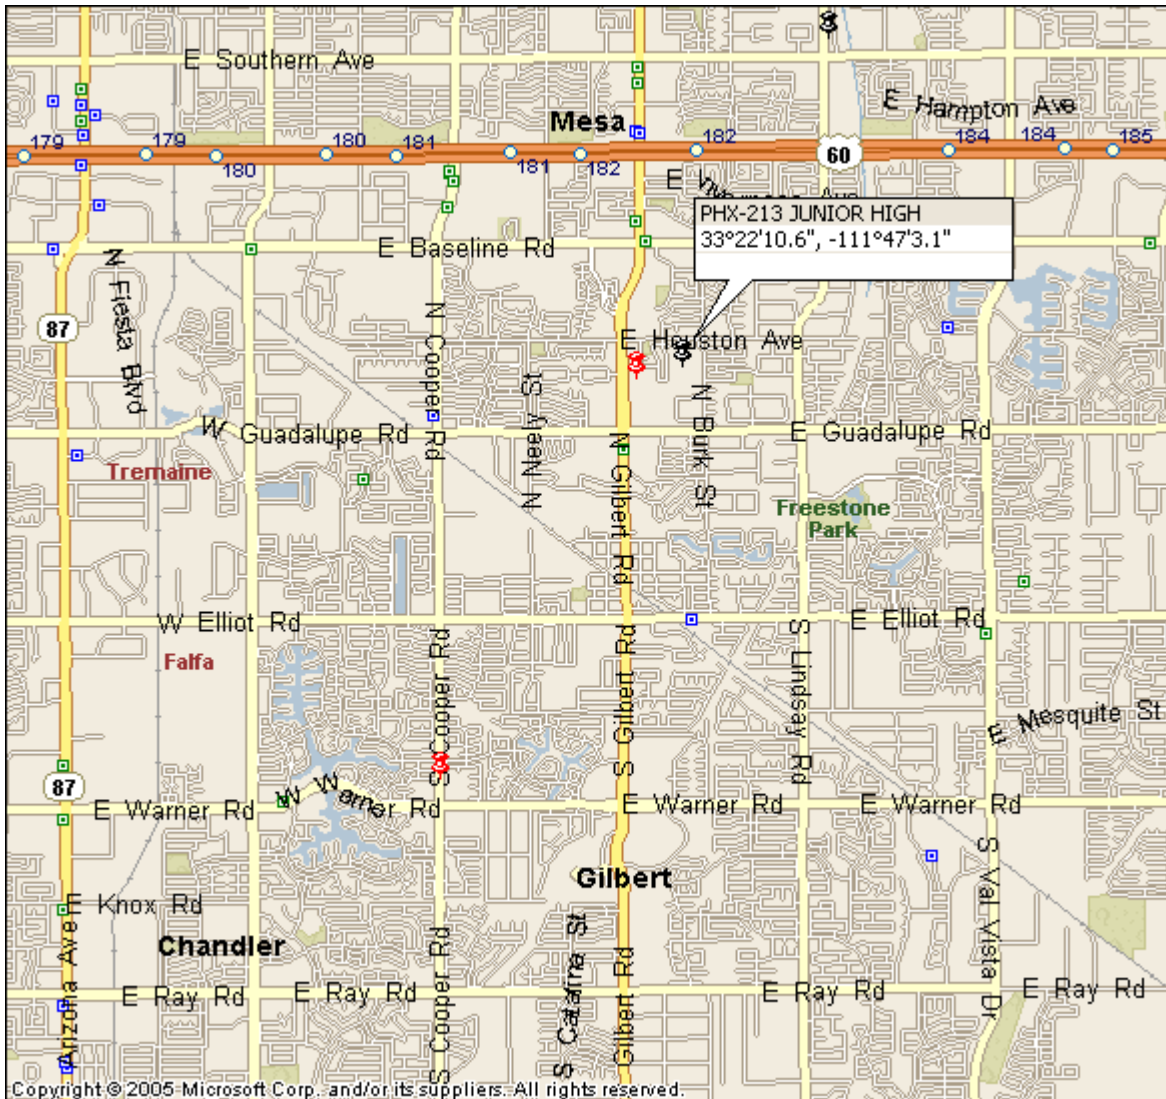 E Southern Ave
E Hampton Ave
Mesa
179
179
180
180
181
181
182
182
60
184
184
185
PHX-213 JUNIOR HIGH
33°22'10.6", -111°47'3.1"
E Baseline Rd
N Fiesta Blvd
87
N Cooper Rd
E Houston Ave
N Neely St
N Burk St
W Guadalupe Rd
E Guadalupe Rd
Tremaine
N Gilbert Rd
Freestone
Park
W Elliot Rd
E Elliot Rd
Falfa
S Cooper Rd
S Gilbert Rd
S Lindsay Rd
E Mesquite St
87
E Warner Rd
W Warner Rd
E Warner Rd
E Warner Rd
S Val Vista Dr
Gilbert
E Knox Rd
Chandler
Arizona Ave
S Cooper Rd
S Catalina St
Gilbert Rd
E Ray Rd
E Ray Rd
E Ray Rd
E Ray Rd
Copyright © 2005 Microsoft Corp. and/or its suppliers. All rights reserved.